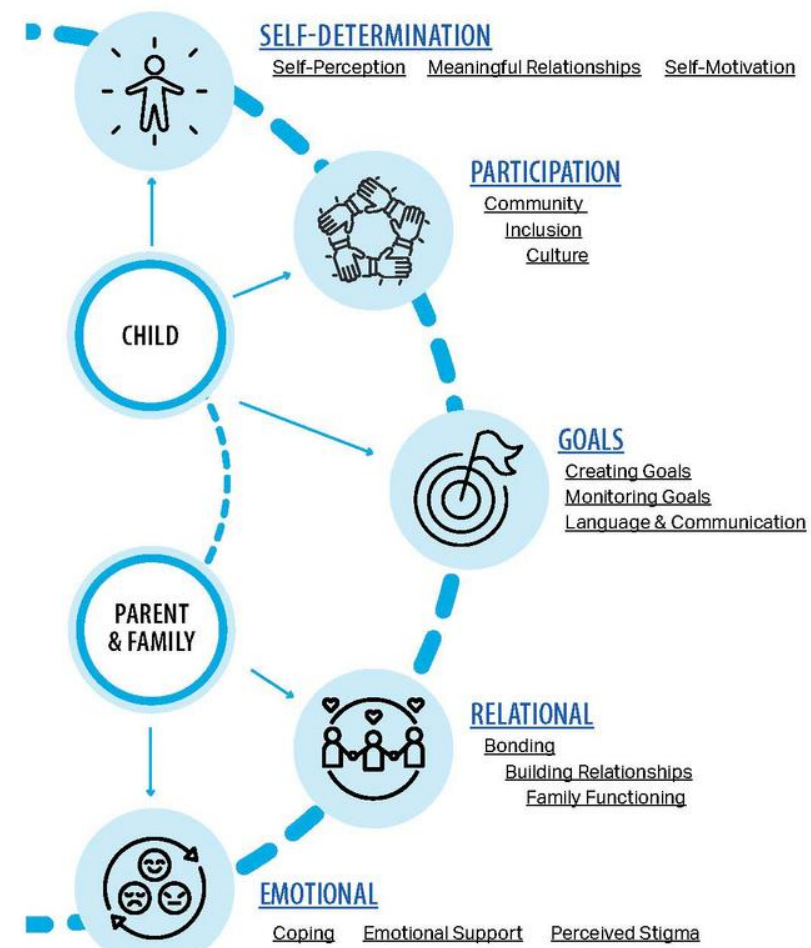 SELF-DETERMINATION
Self-Perception Meaningful Relationships Self-Motivation
PARTICIPATION
Community
Inclusion
Culture
CHILD
GOALS
Creating Goals
Monitoring Goals
Language & Communication
PARENT
& FAMILY
RELATIONAL
Bonding
Building Relationships
Family Functioning
EMOTIONAL
Coping Emotional Support Perceived Stigma